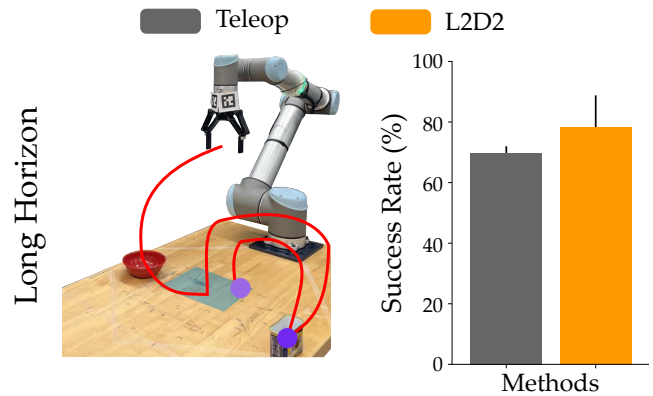 Teleop
L2D2
Long Horizon
Success Rate (%)
100
80
60
40
20
0
Methods